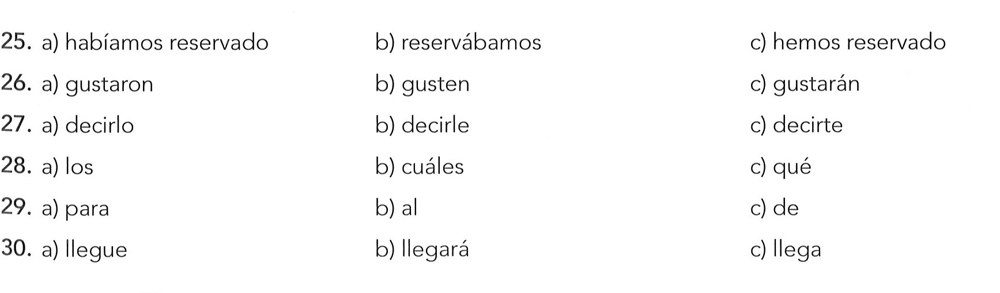 25. a) habíamos reservado b) reservábamos c) hemos reservado
26. a) gustaron b) gusten c) gustarán
27. a) decirlo b) decirle c) decirte
28. a) los b) cuáles c) qué
29. a) para b) al c) de
30. a) llegue b) llegará c) llega